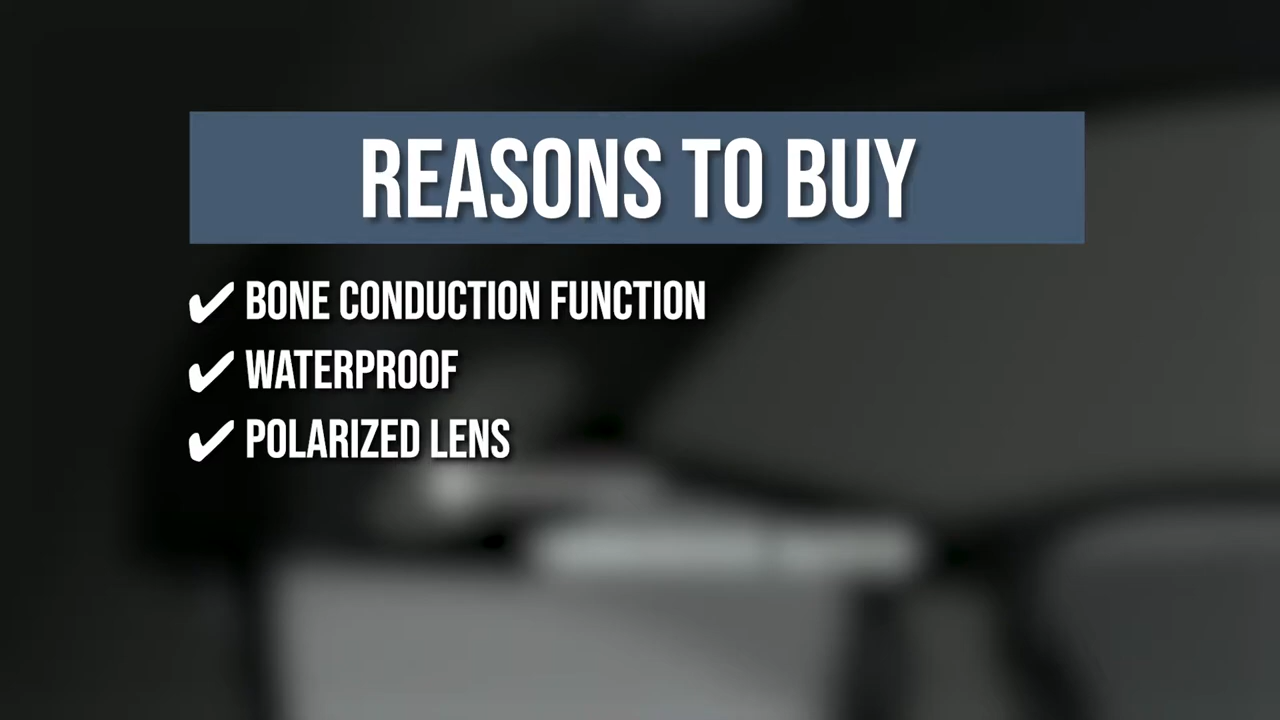 REASONS TO BUY
✔ BONE CONDUCTION FUNCTION
✔ WATERPROOF
✔ POLARIZED LENS